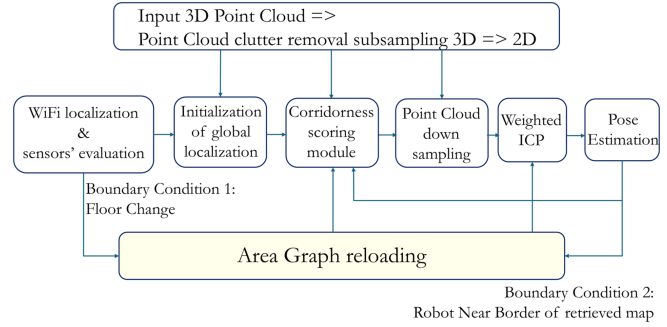 Input 3D Point Cloud =>
Point Cloud clutter removal subsampling 3D => 2D
WiFi localization
&
sensors' evaluation
Initialization
of global
localization
Corridorness
scoring
module
Point Cloud
down
sampling
Weighted
ICP
Pose
Estimation
Boundary Condition 1:
Floor Change
Area Graph reloading
Boundary Condition 2:
Robot Near Border of retrieved map